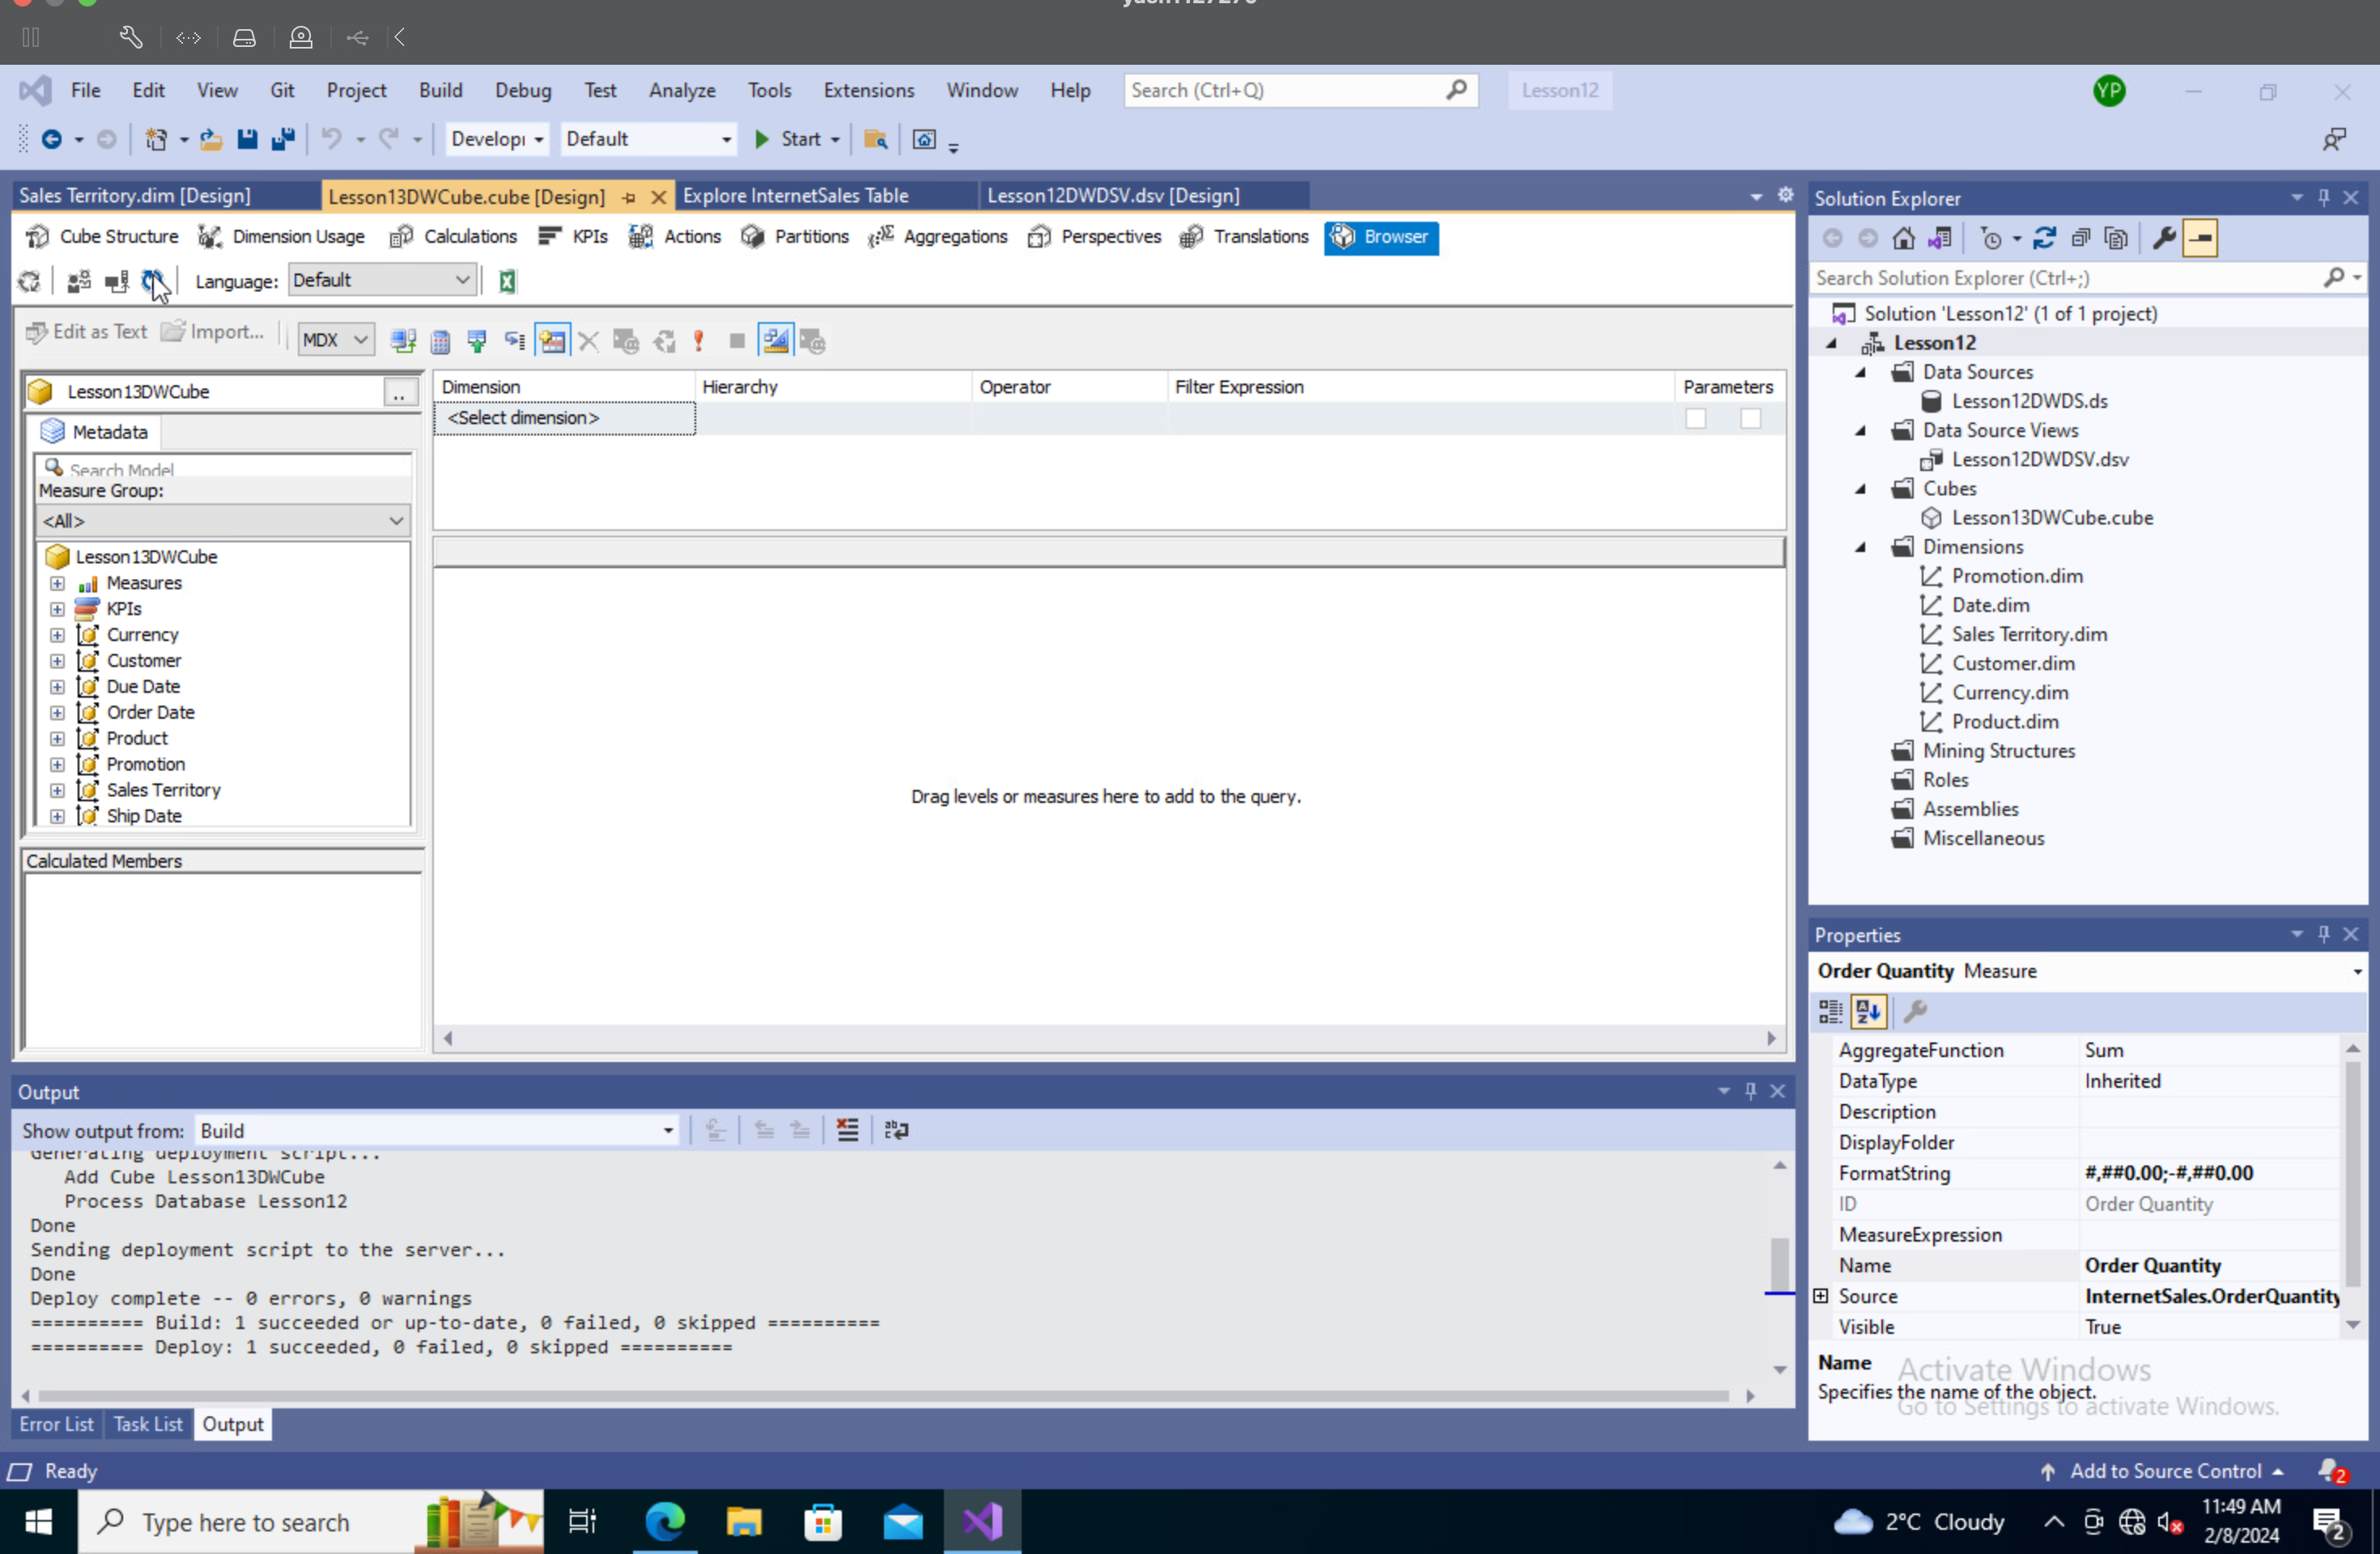 File Edit View Git Project Build Debug Test Analyze Tools Extensions Window Help Search (Ctrl+Q) Lesson12 YP
Default Start
Sales Territory.dim [Design] Lesson13DWCube.cube [Design] Explore InternetSales Table Lesson12DWDSV.dsv [Design]
Cube Structure Dimension Usage Calculations KPIs Actions Partitions Aggregations Perspectives Translations Browser
Language: Default
Edit as Text Import... MDX
Lesson13DWCube ..
Metadata
Search Model
Measure Group:
<All>
Lesson13DWCube
Measures
KPIs
Currency
Customer
Due Date
Order Date
Product
Promotion
Sales Territory
Ship Date
Calculated Members
Dimension Hierarchy Operator Filter Expression Parameters
<Select dimension>
Drag levels or measures here to add to the query.
Output
Show output from: Build
Generating deployment script...
Add Cube Lesson13DWCube
Process Database Lesson12
Done
Sending deployment script to the server...
Done
Deploy complete -- 0 errors, 0 warnings
========== Build: 1 succeeded or up-to-date, 0 failed, 0 skipped ==========
========== Deploy: 1 succeeded, 0 failed, 0 skipped ==========
Error List Task List Output
Solution Explorer
Search Solution Explorer (Ctrl+;)
Solution 'Lesson12' (1 of 1 project)
Lesson12
Data Sources
Lesson12DWDS.ds
Data Source Views
Lesson12DWDSV.dsv
Cubes
Lesson13DWCube.cube
Dimensions
Promotion.dim
Date.dim
Sales Territory.dim
Customer.dim
Currency.dim
Product.dim
Mining Structures
Roles
Assemblies
Miscellaneous
Properties
Order Quantity Measure
AggregateFunction Sum
DataType Inherited
Description
DisplayFolder
FormatString #,##0.00;-#,##0.00
ID Order Quantity
MeasureExpression
Name Order Quantity
Source InternetSales.OrderQuantity
Visible True
Name
Specifies the name of the object.
Activate Windows
Go to Settings to activate Windows.
Ready Add to Source Control 2
Type here to search 2°C Cloudy 11:49 AM
2/8/2024 2